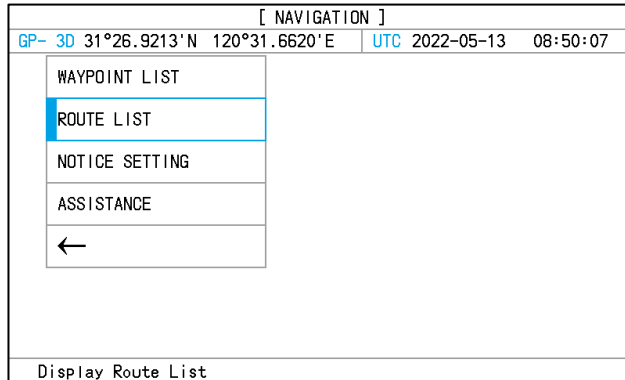 [ NAVIGATION ]
GP- 3D 31°26.9213'N 120°31.6620'E UTC 2022-05-13 08:50:07
WAYPOINT LIST
ROUTE LIST
NOTICE SETTING
ASSISTANCE
←
Display Route List